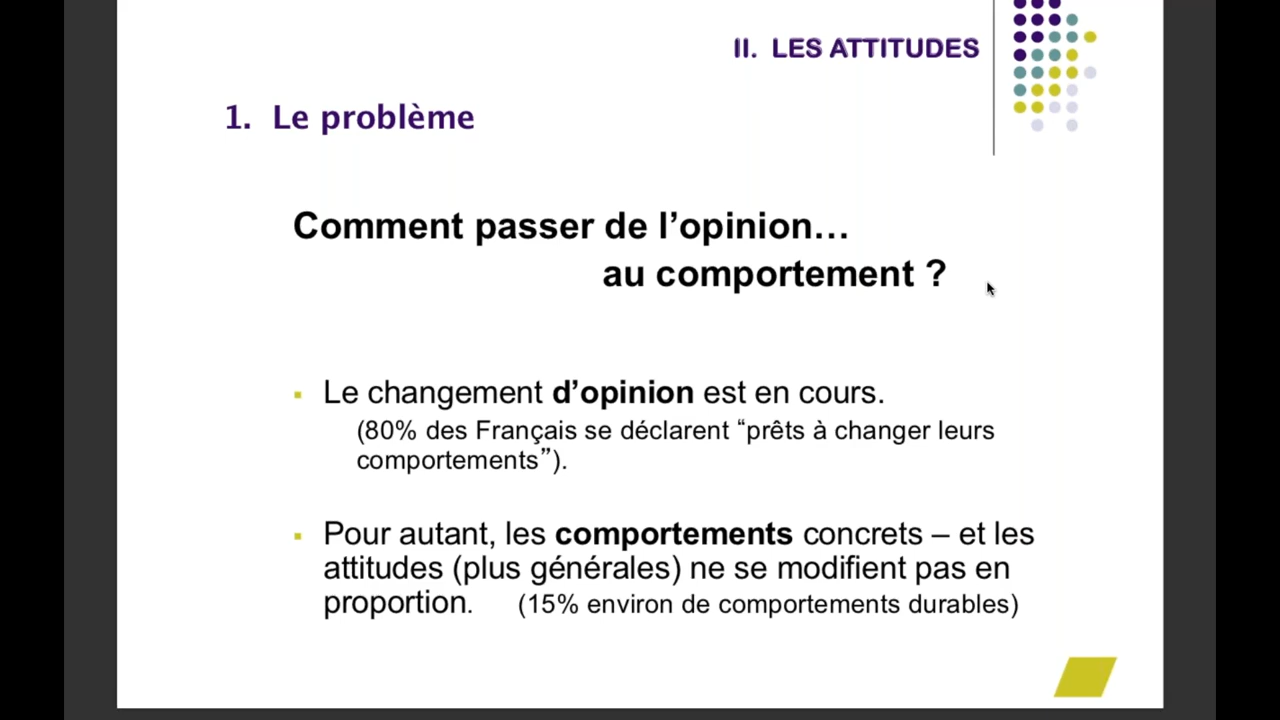 II. LES ATTITUDES
1. Le problème
Comment passer de l’opinion…
au comportement ?
▪ Le changement d’opinion est en cours.
(80% des Français se déclarent “prêts à changer leurs
comportements”).
▪ Pour autant, les comportements concrets – et les
attitudes (plus générales) ne se modifient pas en
proportion. (15% environ de comportements durables)